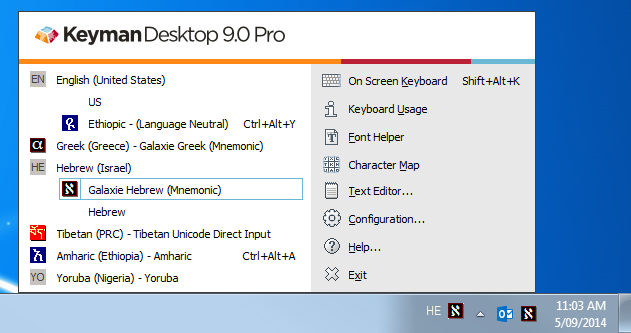 Keyman Desktop 9.0 Pro
EN English (United States)
US
Ethiopic - (Language Neutral) Ctrl+Alt+Y
α Greek (Greece) - Galaxie Greek (Mnemonic)
HE Hebrew (Israel)
א Galaxie Hebrew (Mnemonic)
Hebrew
Tibetan (PRC) - Tibetan Unicode Direct Input
አ Amharic (Ethiopia) - Amharic Ctrl+Alt+A
YO Yoruba (Nigeria) - Yoruba
On Screen Keyboard Shift+Alt+K
Keyboard Usage
Font Helper
Character Map
Text Editor...
Configuration...
Help...
Exit
HE א 11:03 AM
5/09/2014